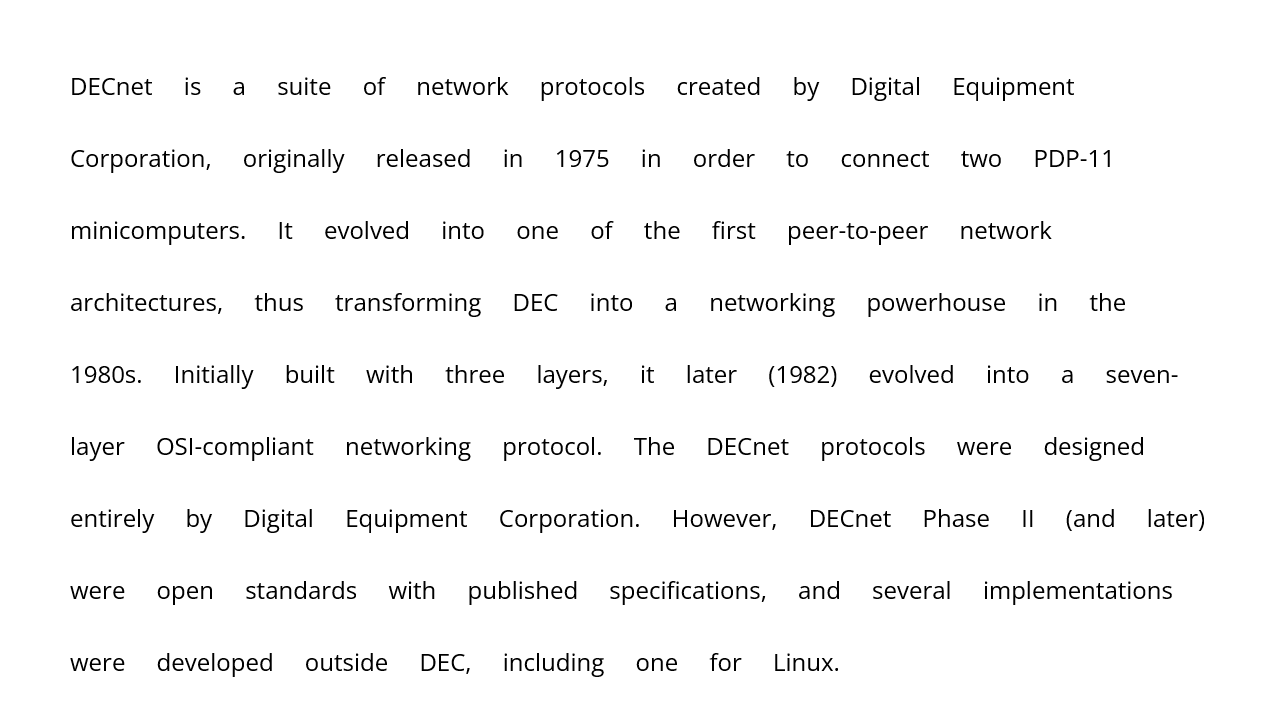 DECnet is a suite of network protocols created by Digital Equipment
Corporation, originally released in 1975 in order to connect two PDP-11
minicomputers. It evolved into one of the first peer-to-peer network
architectures, thus transforming DEC into a networking powerhouse in the
1980s. Initially built with three layers, it later (1982) evolved into a seven-
layer OSI-compliant networking protocol. The DECnet protocols were designed
entirely by Digital Equipment Corporation. However, DECnet Phase II (and later)
were open standards with published specifications, and several implementations
were developed outside DEC, including one for Linux.